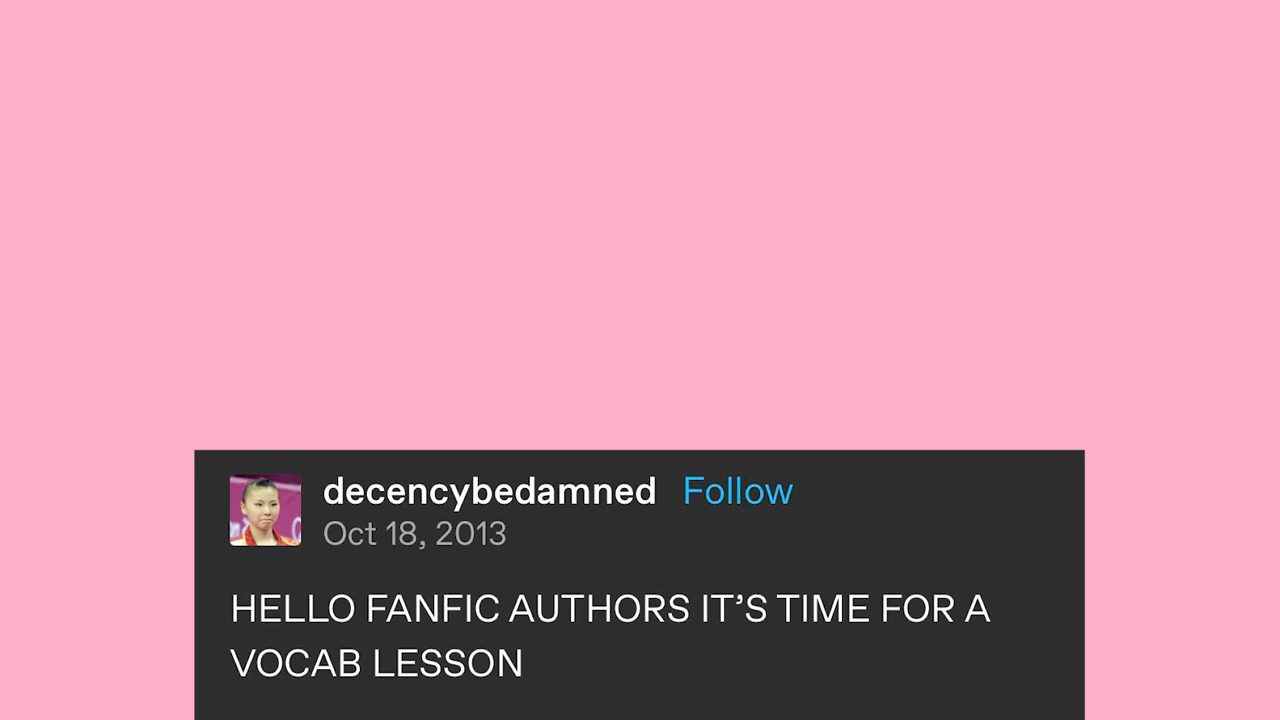 decencybedamned Follow
Oct 18, 2013
HELLO FANFIC AUTHORS IT’S TIME FOR A
VOCAB LESSON